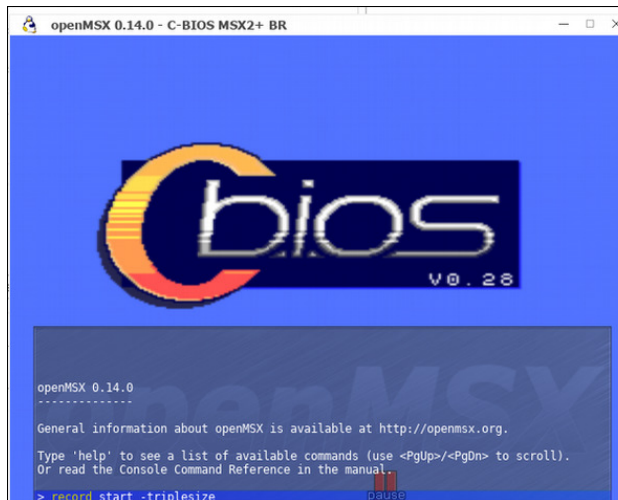 openMSX 0.14.0 - C-BIOS MSX2+ BR
Cbios
V0.28
openMSX
openMSX 0.14.0
--------------
General information about openMSX is available at http://openmsx.org.
Type 'help' to see a list of available commands (use <PgUp>/<PgDn> to scroll).
Or read the Console Command Reference in the manual.
pause
> record start -triplesize